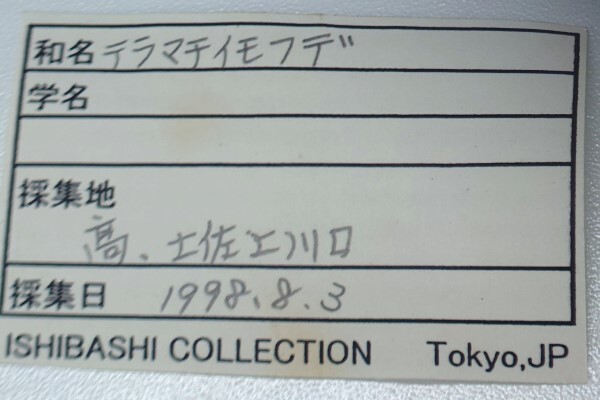 和名 テラマチイモフデ
学名
採集地
高、土佐上川口
採集日 1998.8.3
ISHIBASHI COLLECTION Tokyo,JP